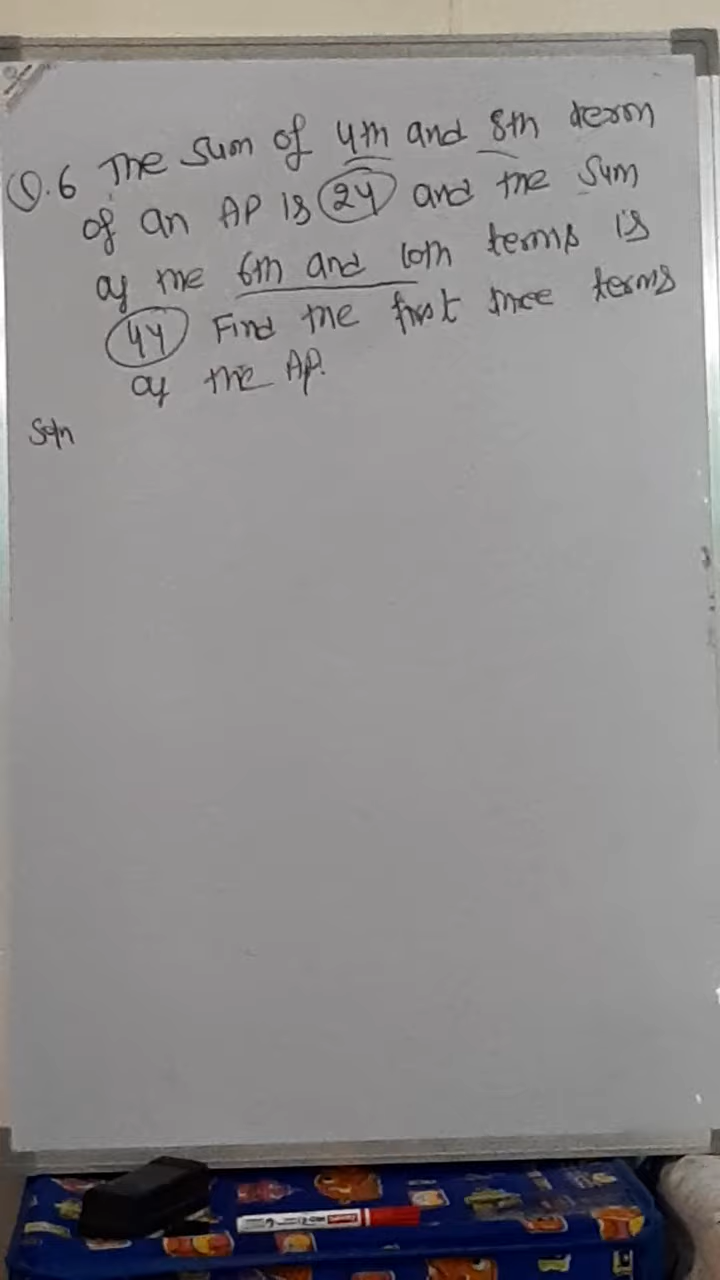 Q.6 The sum of 4th and 8th term
of an AP is 24 and the sum
of the 6th and 10th terms is
44 Find the first three terms
of the AP.
Soln